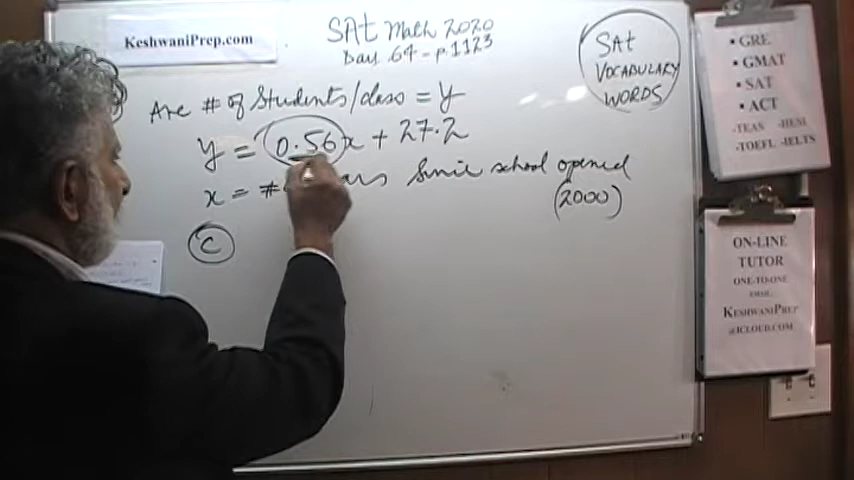 KeshwaniPrep.com
SAt Math 2020
Day 64 - p.1123
SAt
VOCABULARY
WORDS
Ave # of Students/class = y
y = 0.56x + 27.2
x = # since school opened
(2000)
C
• GRE
• GMAT
• SAT
• ACT
-TEAS -HESI
-TOEFL -IELTS
ON-LINE
TUTOR
ONE-TO-ONE
EMAIL
KESHWANIPREP
@ICLOUD.COM